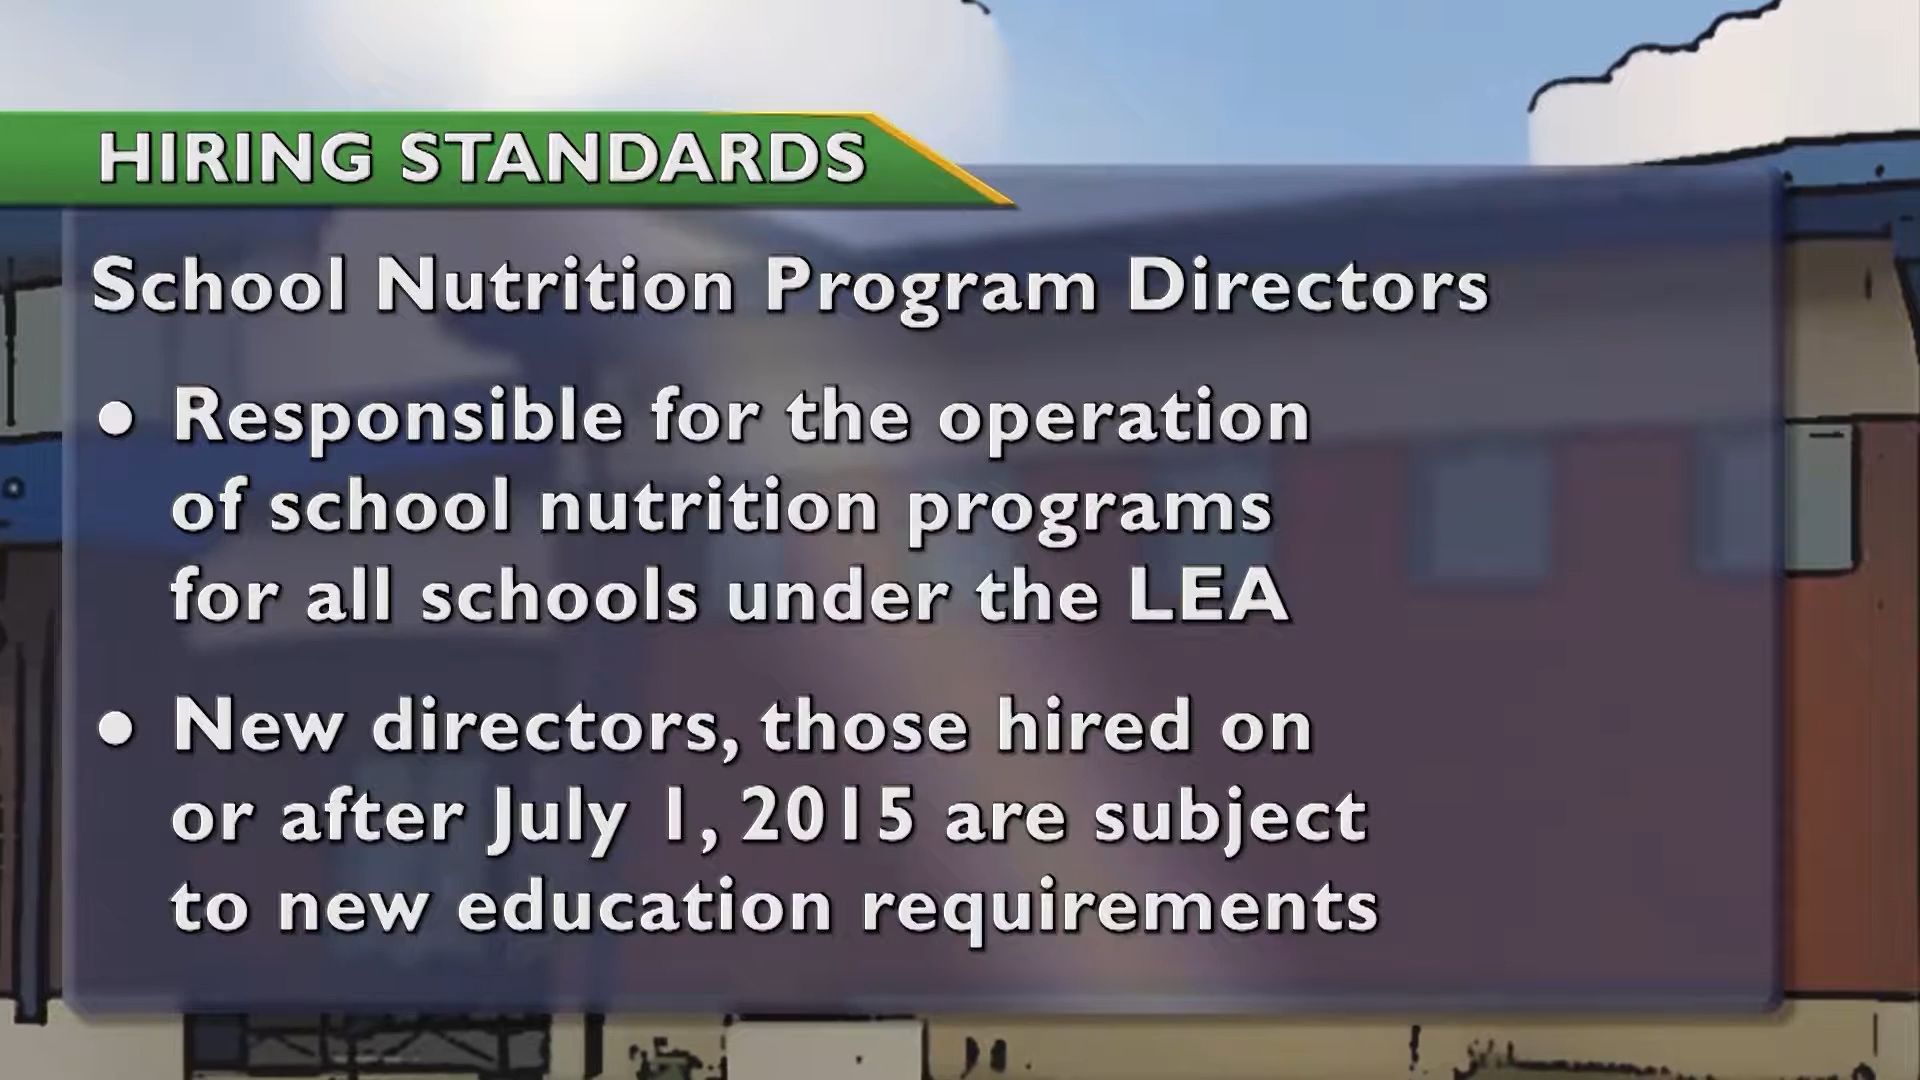 HIRING STANDARDS
School Nutrition Program Directors
● Responsible for the operation
of school nutrition programs
for all schools under the LEA
● New directors, those hired on
or after July 1, 2015 are subject
to new education requirements